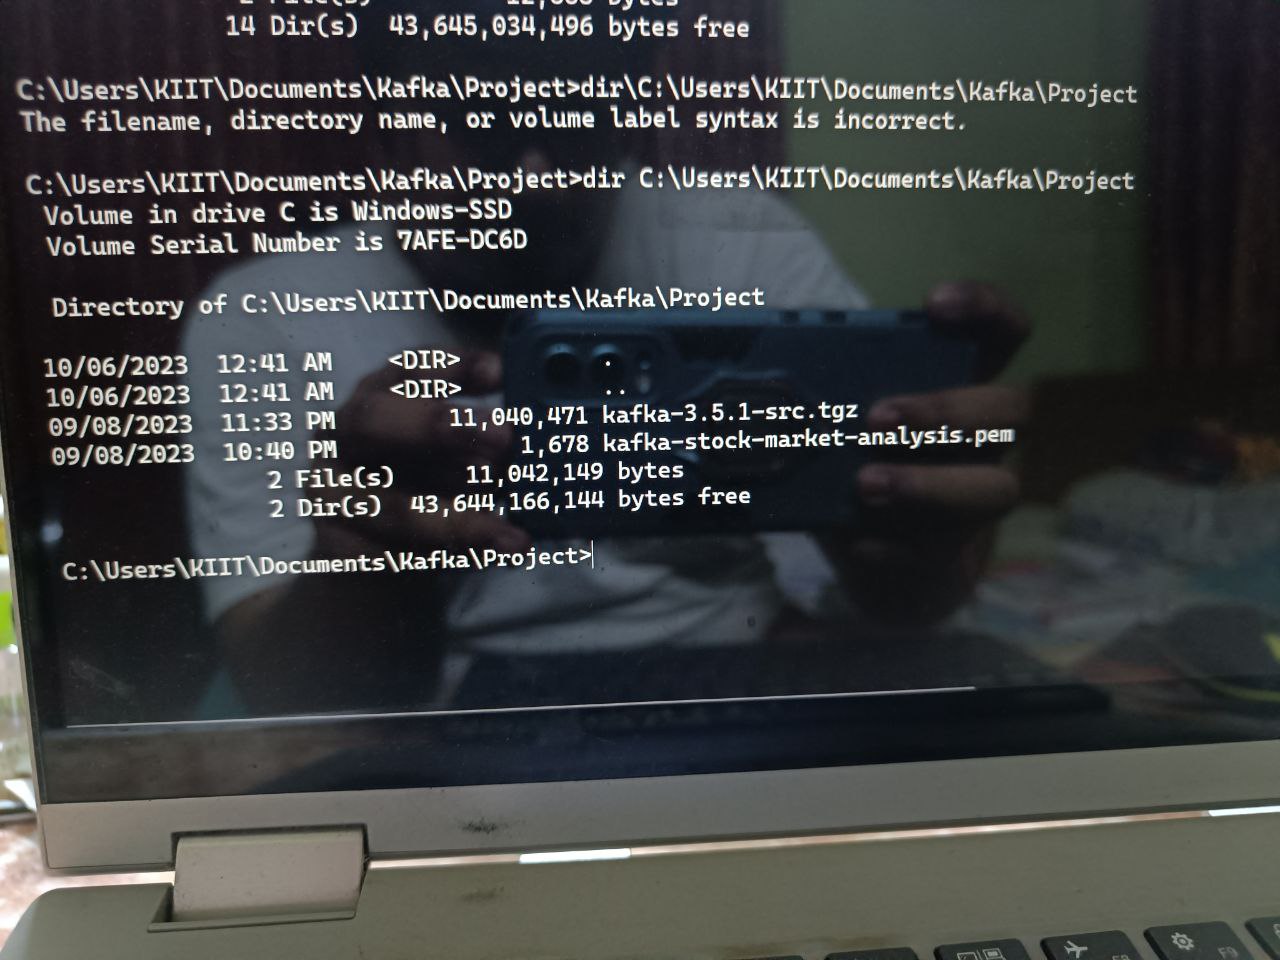 14 Dir(s) 43,645,034,496 bytes free
C:\Users\KIIT\Documents\Kafka\Project>dir\C:\Users\KIIT\Documents\Kafka\Project
The filename, directory name, or volume label syntax is incorrect.
C:\Users\KIIT\Documents\Kafka\Project>dir C:\Users\KIIT\Documents\Kafka\Project
Volume in drive C is Windows-SSD
Volume Serial Number is 7AFE-DC6D
Directory of C:\Users\KIIT\Documents\Kafka\Project
10/06/2023 12:41 AM <DIR> .
10/06/2023 12:41 AM <DIR> ..
09/08/2023 11:33 PM 11,040,471 kafka-3.5.1-src.tgz
09/08/2023 10:40 PM 1,678 kafka-stock-market-analysis.pem
2 File(s) 11,042,149 bytes
2 Dir(s) 43,644,166,144 bytes free
C:\Users\KIIT\Documents\Kafka\Project>
F9